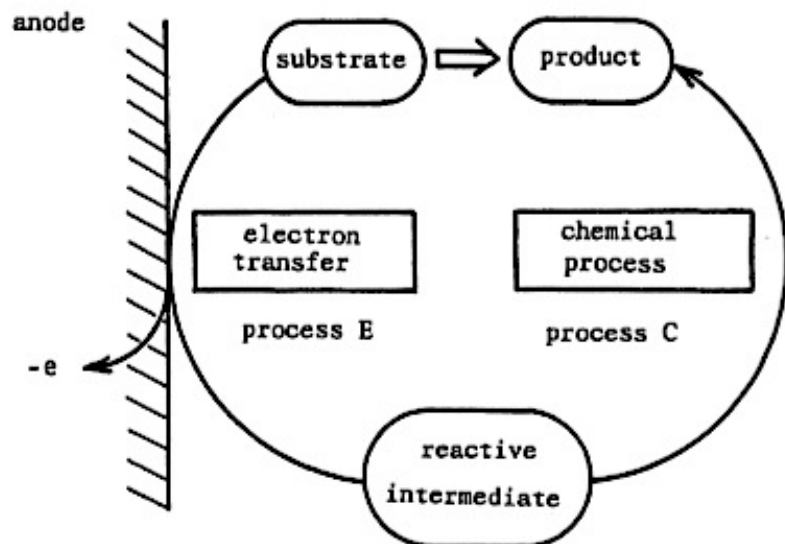 anode
substrate
product
electron
transfer
chemical
process
process E
process C
-e
reactive
intermediate